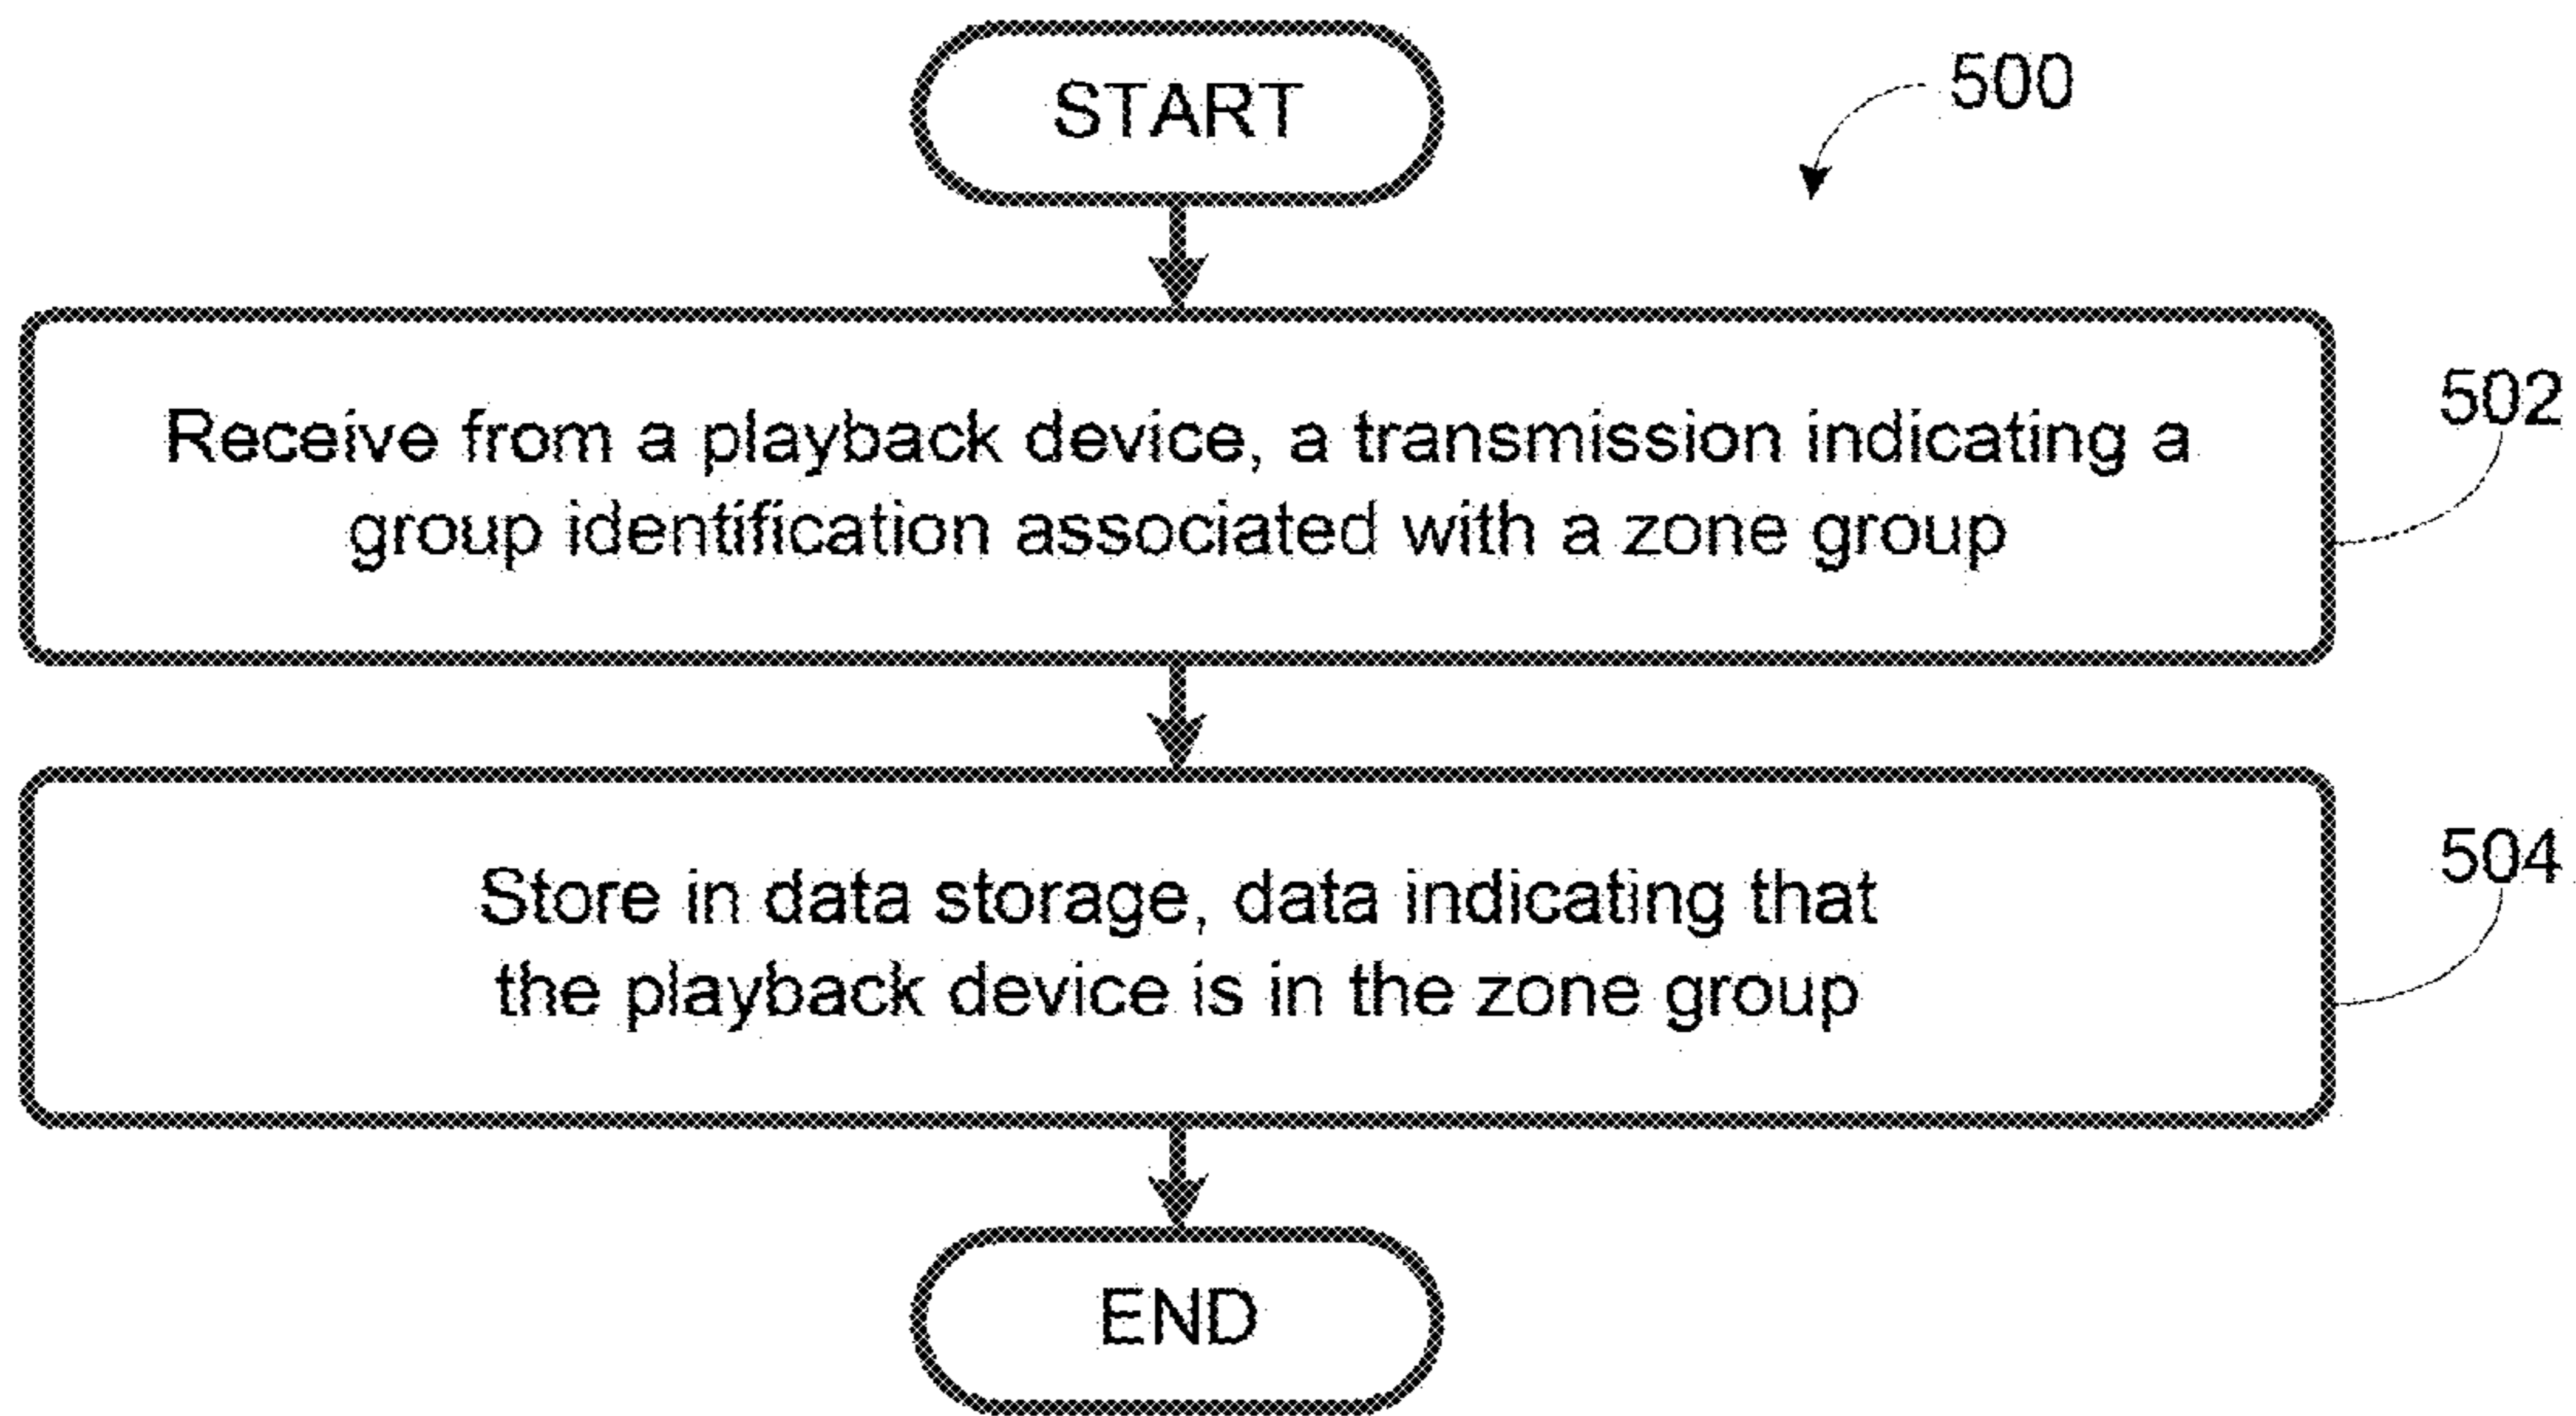 START
500
Receive from a playback device, a transmission indicating a
group identification associated with a zone group
502
Store in data storage, data indicating that
the playback device is in the zone group
504
END